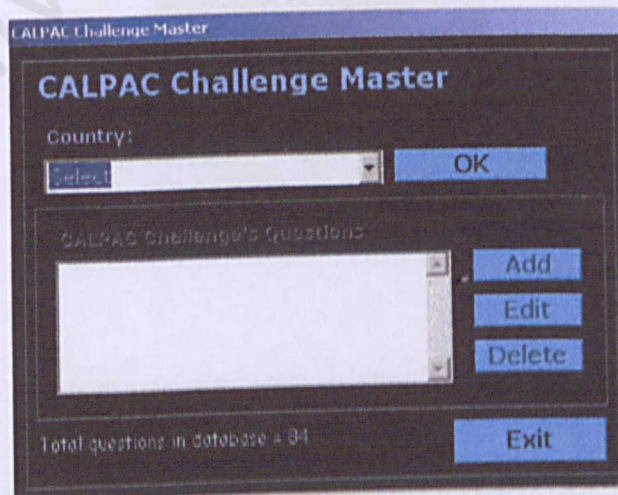 CALPAC Challenge Master
CALPAC Challenge Master
Country:
Select
OK
CALPAC Challenge's Questions
Add
Edit
Delete
Total questions in database = 84
Exit